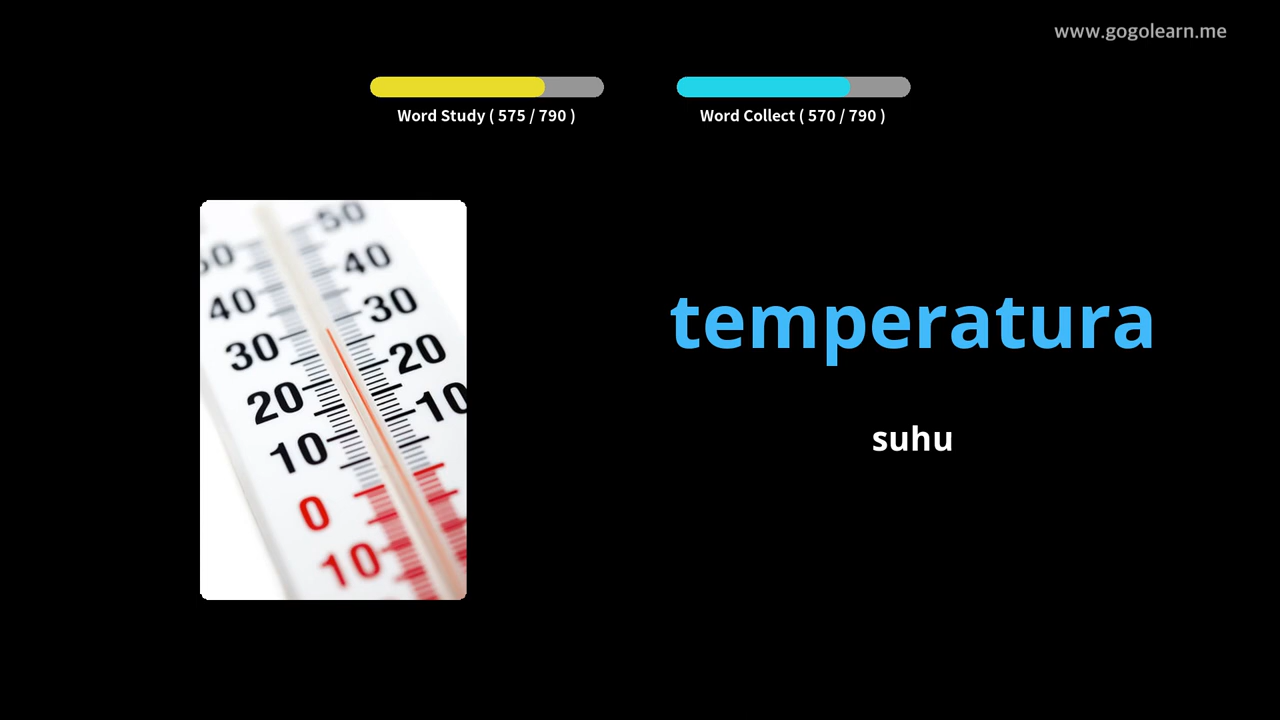 www.gogolearn.me
Word Study ( 575 / 790 )
Word Collect ( 570 / 790 )
temperatura
suhu
50
40
30
20
10
40
30
20
10
0
10